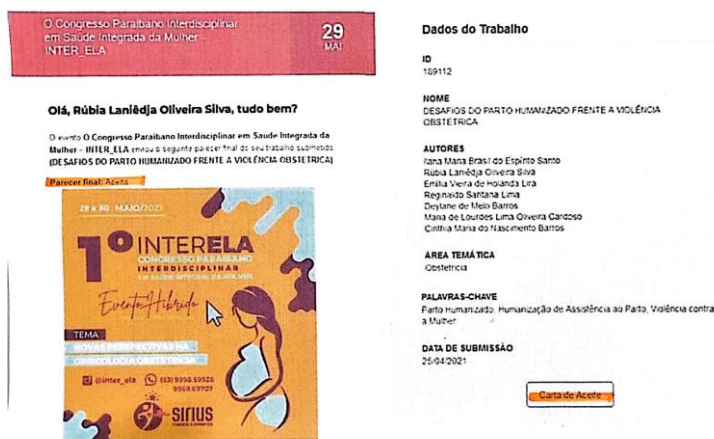 O Congresso Paraibano Interdisciplinar
em Saúde Integrada da Mulher –
INTER_ELA
29
MAI
Olá, Rúbia Laniêdja Oliveira Silva, tudo bem?
O evento O Congresso Paraibano Interdisciplinar em Saúde Integrada da
Mulher – INTER_ELA enviou o seguinte parecer final do seu trabalho submetido
(DESAFIOS DO PARTO HUMANIZADO FRENTE A VIOLÊNCIA OBSTETRICA)
Parecer final: Aceito
29 e 30 MAIO/2021
1º INTERELA
CONGRESSO PARAIBANO
INTERDISCIPLINAR
EM SAÚDE INTEGRAL DA MULHER
Evento Híbrido
TEMA
NOVAS PERSPECTIVAS NA
GINECOLOGIA OBSTETRÍCIA
@inter_ela
SIRIUS
Dados do Trabalho
ID
189112
NOME
DESAFIOS DO PARTO HUMANIZADO FRENTE A VIOLÊNCIA
OBSTETRICA
AUTORES
Ilana Maria Brasil do Espírito Santo
Rúbia Laniêdja Oliveira Silva
Emilia Vieira de Holanda Lira
Reginaldo Santana Lima
Deylane de Melo Barros
Maria de Lourdes Lima Oliveira Cardoso
Cinthia Maria do Nascimento Barros
ÁREA TEMÁTICA
Obstetrícia
PALAVRAS-CHAVE
Parto Humanizado, Humanização de Assistência ao Parto, Violência contra
a Mulher
DATA DE SUBMISSÃO
25/04/2021
Carta de Aceite